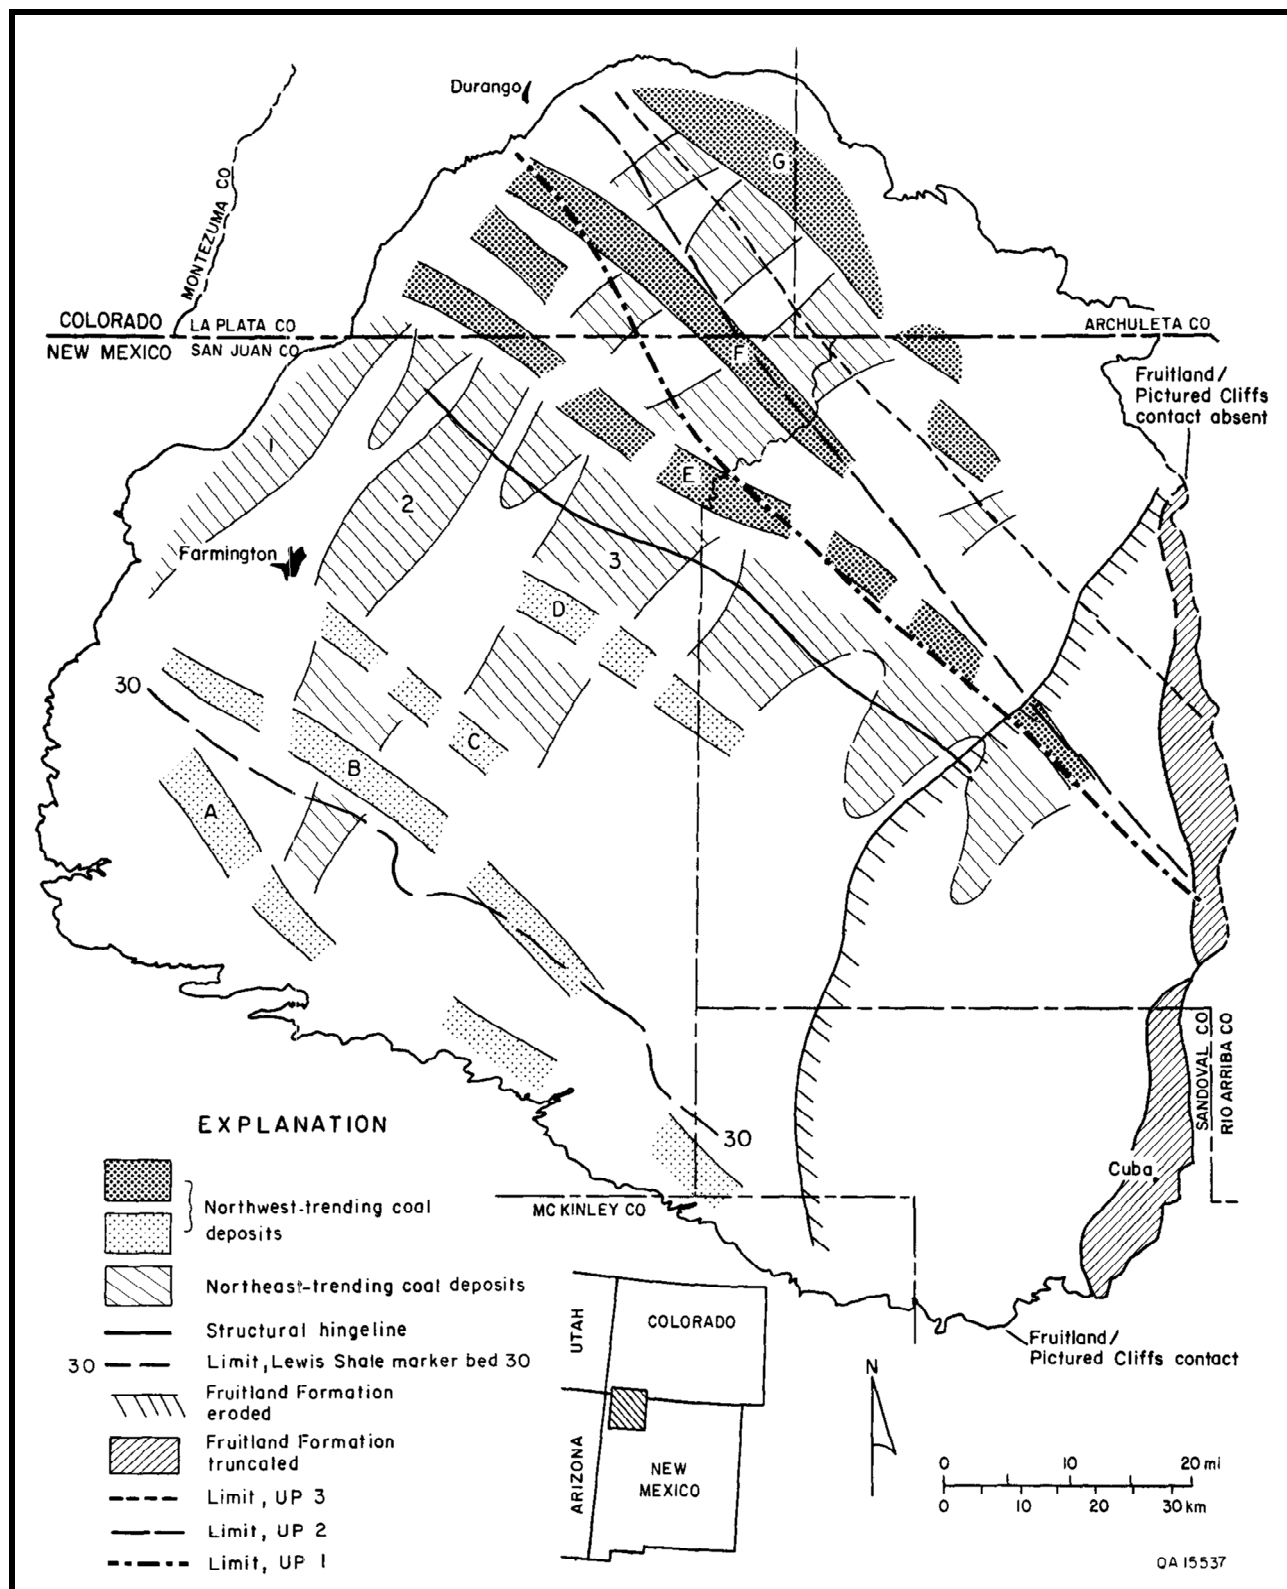 Durango
G
MONTEZUMA CO
COLORADO
LA PLATA CO
ARCHULETA CO
NEW MEXICO
SAN JUAN CO
F
Fruitland/
Pictured Cliffs
contact absent
1
2
E
Farmington
3
D
30
C
B
A
SANDOVAL CO
RIO ARRIBA CO
30
Cuba
MC KINLEY CO
EXPLANATION
Northwest-trending coal
deposits
Northeast-trending coal deposits
Structural hingeline
30
Limit, Lewis Shale marker bed 30
Fruitland Formation
eroded
Fruitland Formation
truncated
Limit, UP 3
Limit, UP 2
Limit, UP 1
UTAH
COLORADO
ARIZONA
NEW
MEXICO
Fruitland/
Pictured Cliffs contact
N
0 10 20 mi
0 10 20 30 km
QA 15537